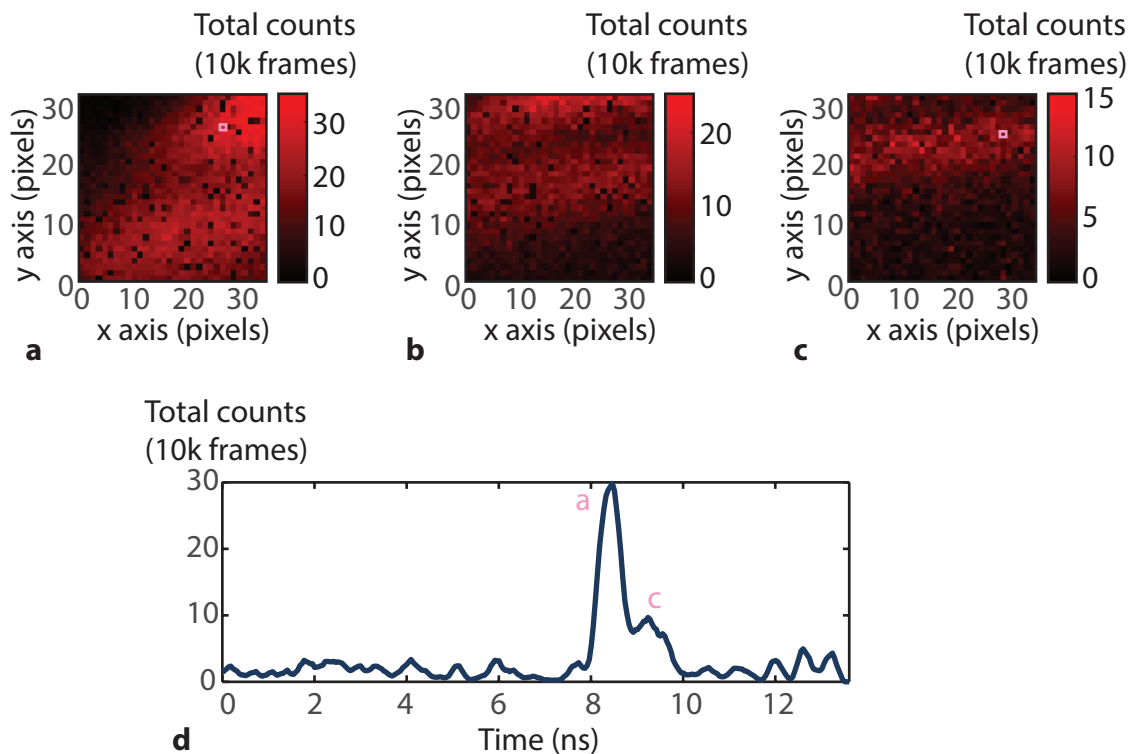 Total counts
(10k frames)
30
20
10
0
y axis (pixels)
0 10 20 30
x axis (pixels)
30
20
10
0
a
Total counts
(10k frames)
30
20
10
0
y axis (pixels)
0 10 20 30
x axis (pixels)
20
10
0
b
Total counts
(10k frames)
30
20
10
0
y axis (pixels)
0 10 20 30
x axis (pixels)
15
10
5
0
c
Total counts
(10k frames)
30
20
10
0
a
c
0 2 4 6 8 10 12
Time (ns)
d